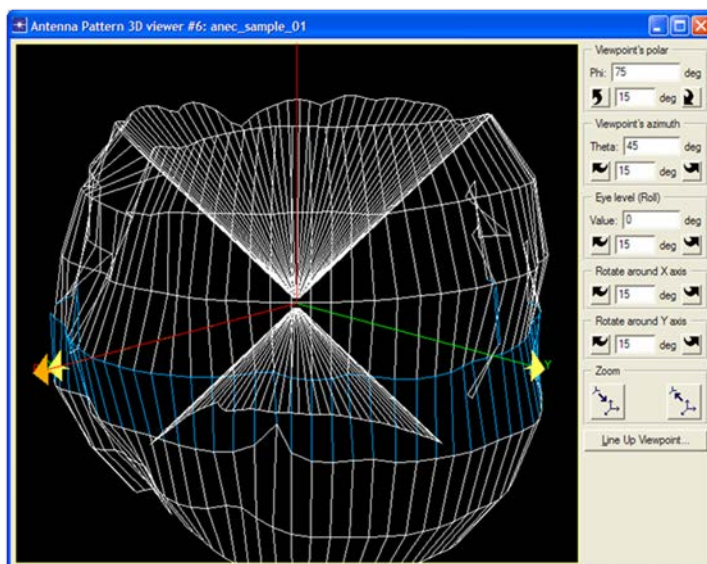 Antenna Pattern 3D viewer #6: anec_sample_01
Viewpoint's polar
Phi: 75 deg
15 deg
Viewpoint's azimuth
Theta: 45 deg
15 deg
Eye level (Roll)
Value: 0 deg
15 deg
Rotate around X axis
15 deg
Rotate around Y axis
15 deg
Y
Zoom
Line Up Viewpoint...